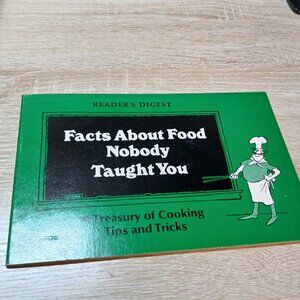 READER'S DIGEST
Facts About Food
Nobody
Taught You
A Treasury of Cooking
Tips and Tricks